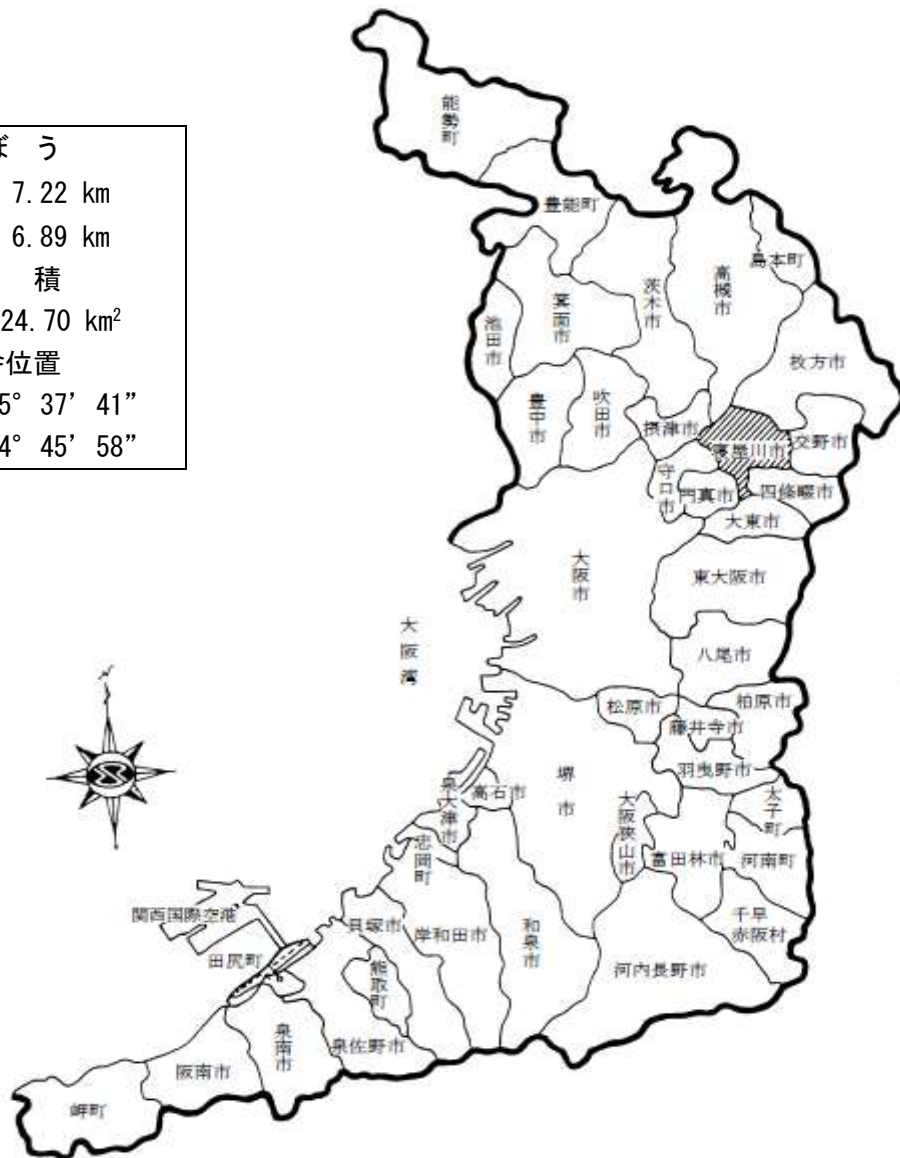 ぼう
7.22 km
6.89 km
積
24.70 km²
位置
5° 37’ 41”
4° 45’ 58”
能勢町
豊能町
島本町
高槻市
茨木市
箕面市
池田市
枚方市
豊中市
吹田市
摂津市
寝屋川市
交野市
守口市
門真市
四條畷市
大東市
大阪市
東大阪市
大阪湾
八尾市
松原市
柏原市
藤井寺市
羽曳野市
堺市
高石市
泉大津市
太子町
大阪狭山市
忠岡町
富田林市
河南町
関西国際空港
貝塚市
岸和田市
和泉市
千早
赤阪村
田尻町
熊取町
河内長野市
泉南市
泉佐野市
阪南市
岬町